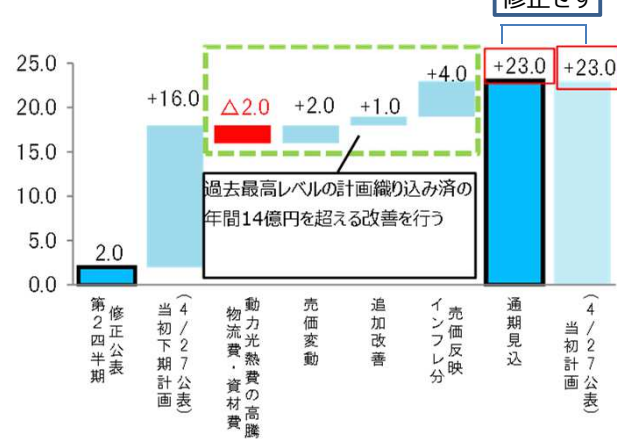 修正せず
+23.0
+23.0
25.0
20.0
15.0
10.0
5.0
0.0
2.0
+16.0
△2.0
+2.0
+1.0
+4.0
過去最高レベルの計画織り込み済の
年間14億円を超える改善を行う
修正公表
第2四半期
(4/27公表)
当初下期計画
動力光熱費の高騰
物流費・資材費
売価変動
追加改善
売価反映
インフレ分
通期見込
(4/27公表)
当初計画